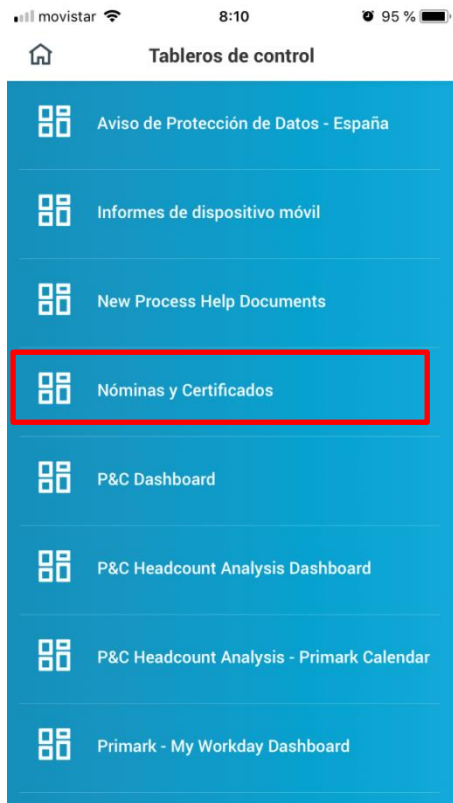 movistar 8:10 95 %
Tableros de control
Aviso de Protección de Datos - España
Informes de dispositivo móvil
New Process Help Documents
Nóminas y Certificados
P&C Dashboard
P&C Headcount Analysis Dashboard
P&C Headcount Analysis - Primark Calendar
Primark - My Workday Dashboard